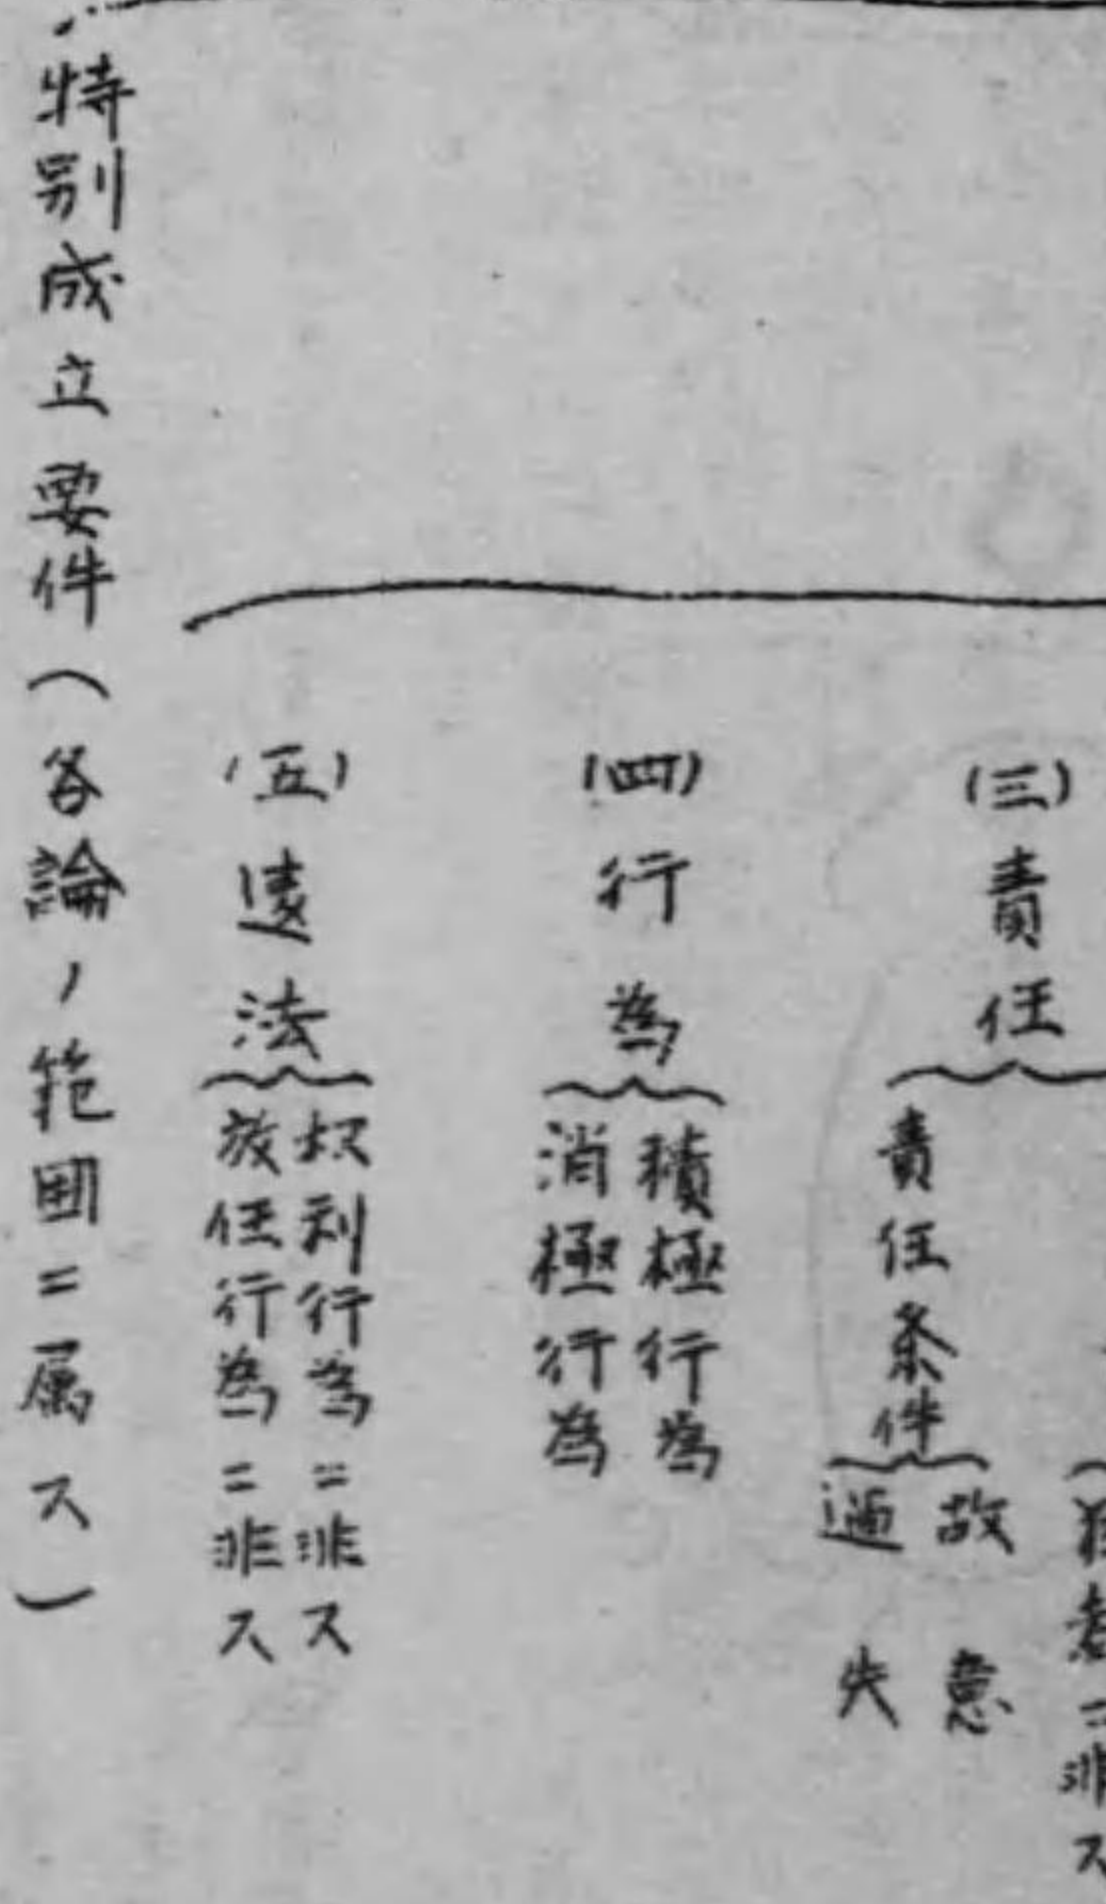 (三)責任
責任条件
故意
過失
(四)行為
積極行為
消極行為
(五)違法
权利行為ニ非ス
放任行為ニ非ス
特別成立要件(各論ノ範囲ニ属ス)